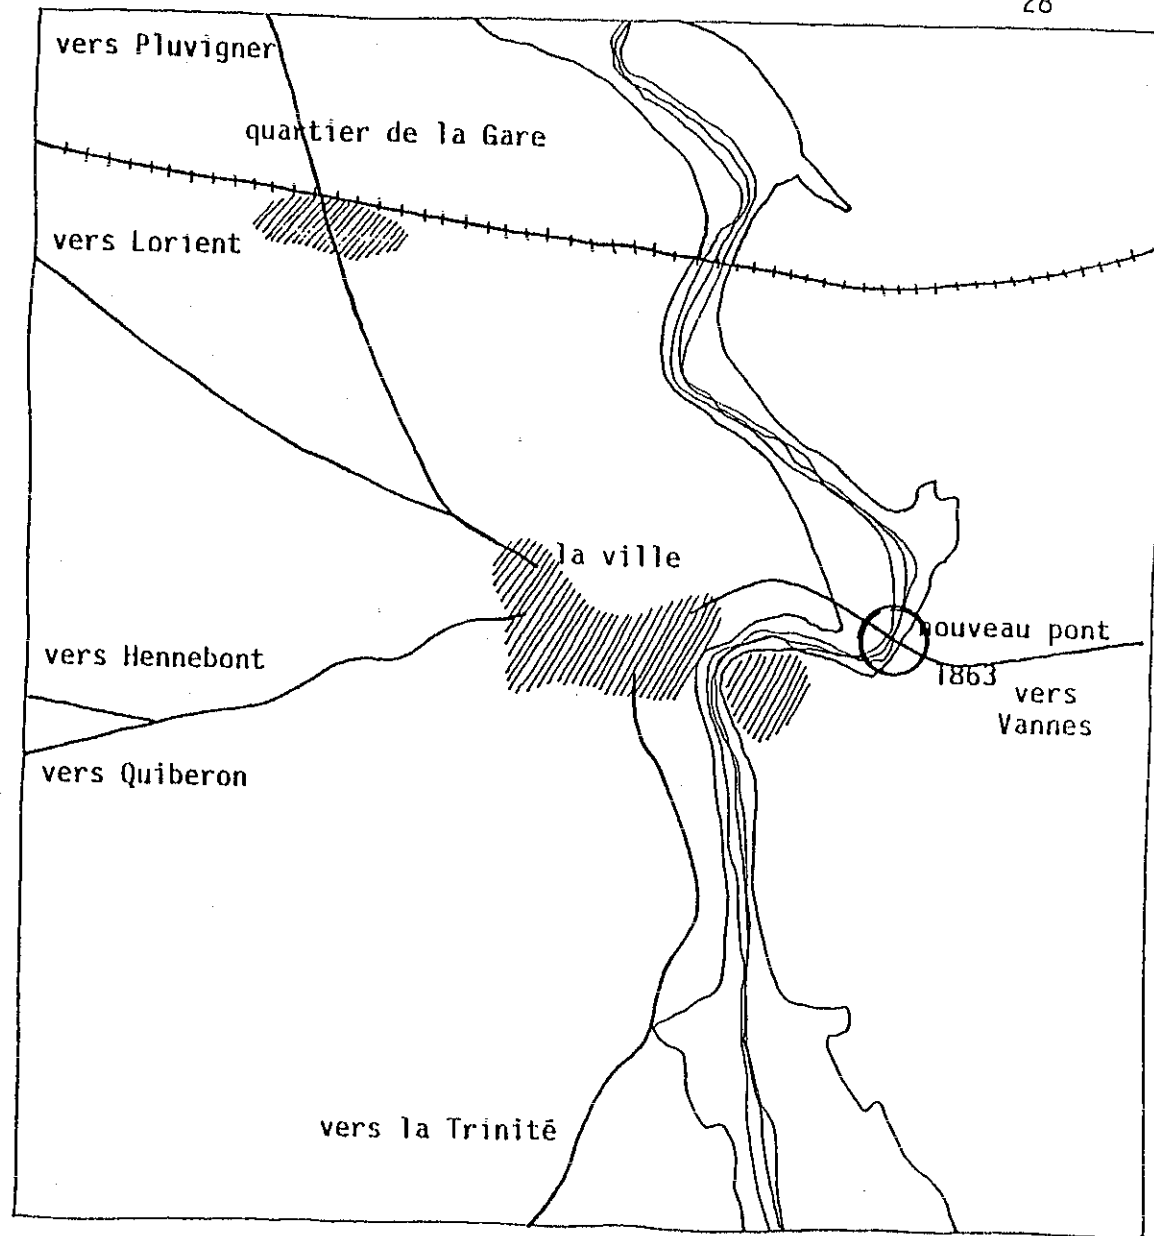 28
vers Pluvigner
quartier de la Gare
vers Lorient
la ville
nouveau pont
1863
vers Hennebont
vers
Vannes
vers Quiberon
vers la Trinité